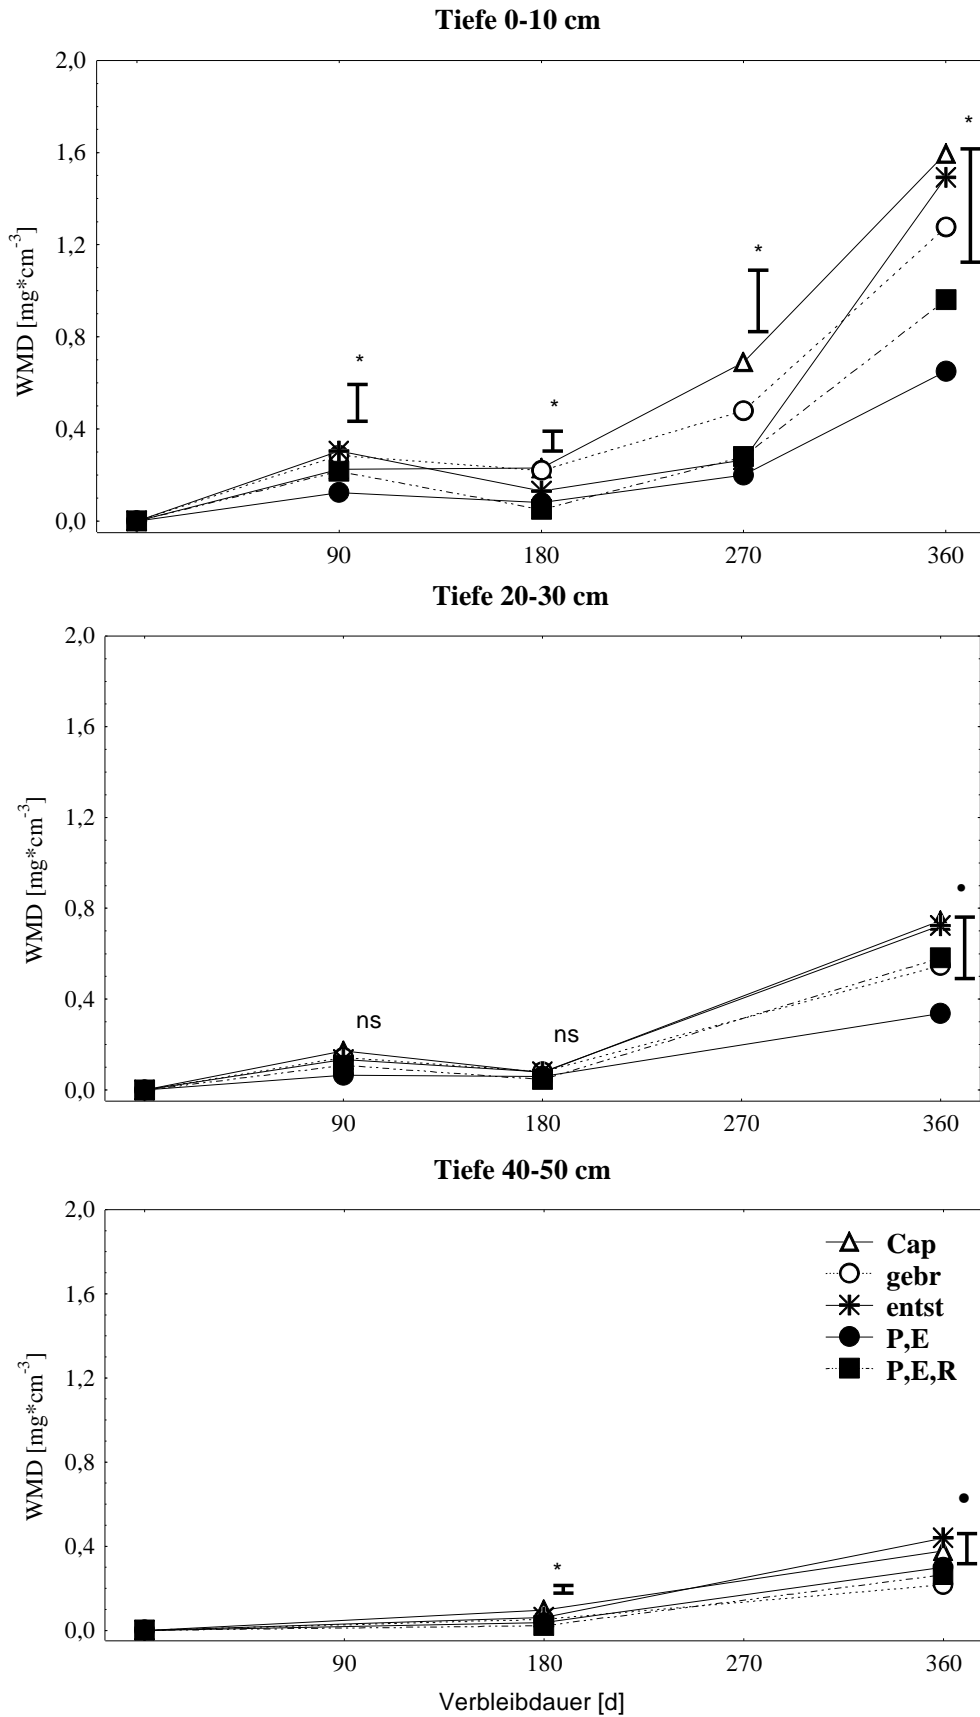 Tiefe 0-10 cm
2,0
1,6
1,2
0,8
0,4
0,0
WMD [mg*cm⁻³]
*
*
*
*
90 180 270 360
Tiefe 20-30 cm
2,0
1,6
1,2
0,8
0,4
0,0
WMD [mg*cm⁻³]
ns
ns
•
90 180 270 360
Tiefe 40-50 cm
2,0
1,6
1,2
0,8
0,4
0,0
WMD [mg*cm⁻³]
Cap
gebr
entst
P,E
P,E,R
*
•
90 180 270 360
Verbleibdauer [d]